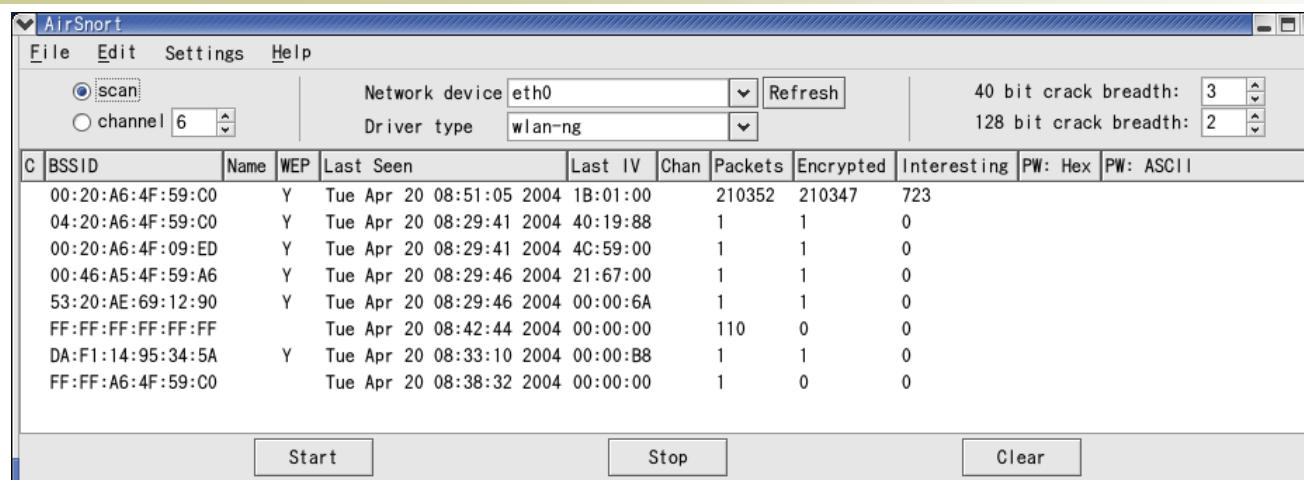 AirSnort
File Edit Settings Help
scan Network device eth0 Refresh 40 bit crack breadth: 3
channel 6 Driver type wlan-ng 128 bit crack breadth: 2
C BSSID Name WEP Last Seen Last IV Chan Packets Encrypted Interesting PW: Hex PW: ASCII
00:20:A6:4F:59:C0 Y Tue Apr 20 08:51:05 2004 1B:01:00 210352 210347 723
04:20:A6:4F:59:C0 Y Tue Apr 20 08:29:41 2004 40:19:88 1 1 0
00:20:A6:4F:09:ED Y Tue Apr 20 08:29:41 2004 4C:59:00 1 1 0
00:46:A5:4F:59:A6 Y Tue Apr 20 08:29:46 2004 21:67:00 1 1 0
53:20:AE:69:12:90 Y Tue Apr 20 08:29:46 2004 00:00:6A 1 1 0
FF:FF:FF:FF:FF:FF Tue Apr 20 08:42:44 2004 00:00:00 110 0 0
DA:F1:14:95:34:5A Y Tue Apr 20 08:33:10 2004 00:00:B8 1 1 0
FF:FF:A6:4F:59:C0 Tue Apr 20 08:38:32 2004 00:00:00 1 0 0
Start Stop Clear